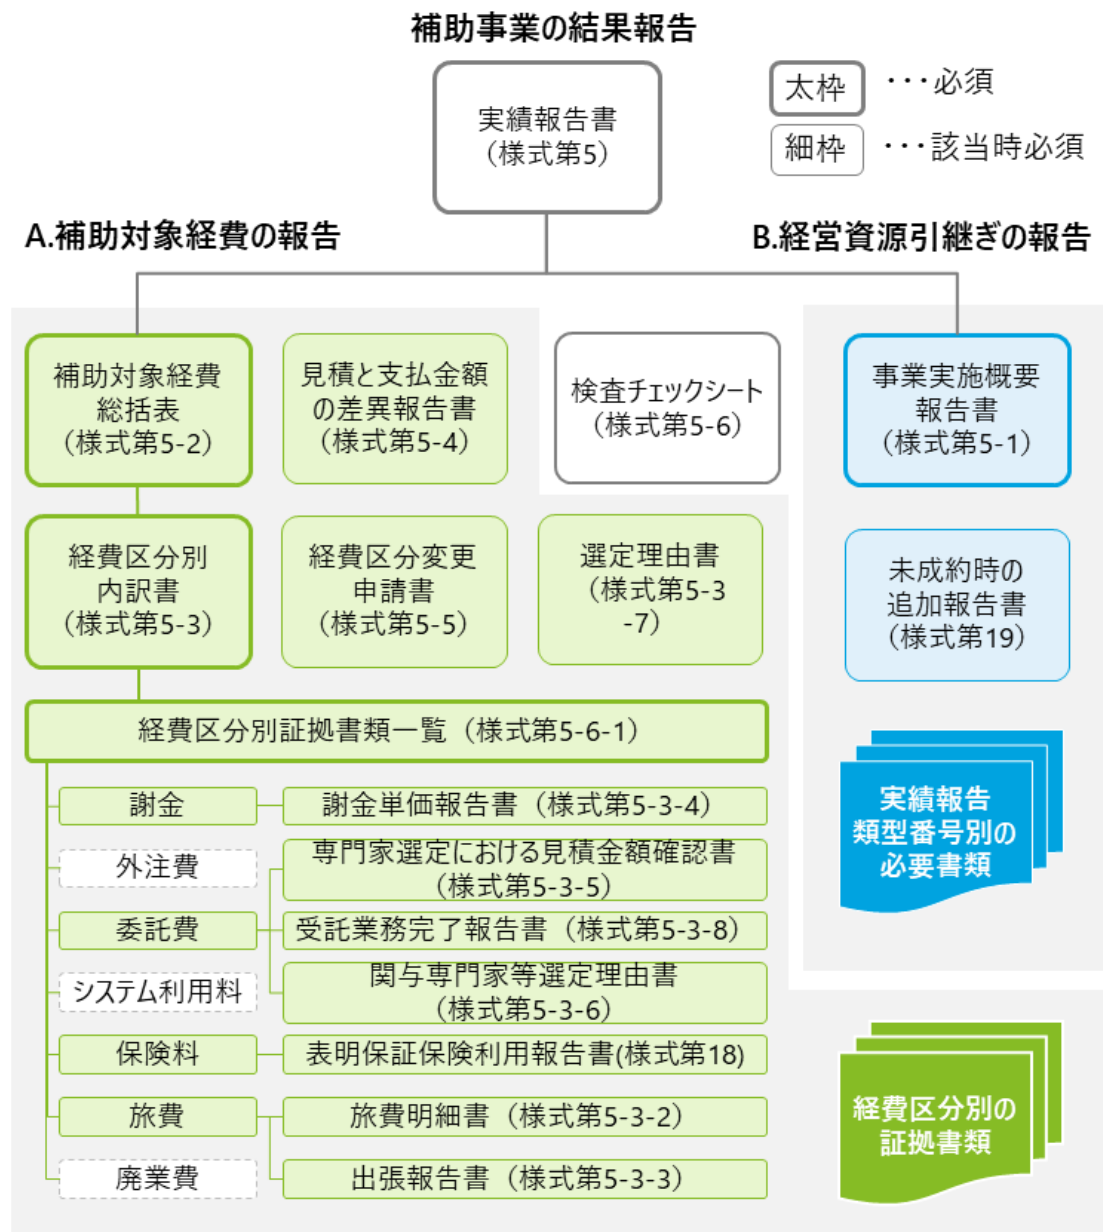 補助事業の結果報告
実績報告書
(様式第5)
太枠 ・・・必須
細枠 ・・・該当時必須
A.補助対象経費の報告
B.経営資源引継ぎの報告
補助対象経費
総括表
(様式第5-2)
見積と支払金額
の差異報告書
(様式第5-4)
検査チェックシート
(様式第5-6)
事業実施概要
報告書
(様式第5-1)
経費区分別
内訳書
(様式第5-3)
経費区分変更
申請書
(様式第5-5)
選定理由書
(様式第5-3
-7)
未成約時の
追加報告書
(様式第19)
経費区分別証拠書類一覧(様式第5-6-1)
謝金
謝金単価報告書(様式第5-3-4)
外注費
専門家選定における見積金額確認書
(様式第5-3-5)
委託費
受託業務完了報告書(様式第5-3-8)
システム利用料
関与専門家等選定理由書
(様式第5-3-6)
保険料
表明保証保険利用報告書(様式第18)
旅費
旅費明細書(様式第5-3-2)
廃業費
出張報告書(様式第5-3-3)
実績報告
類型番号別の
必要書類
経費区分別の
証拠書類